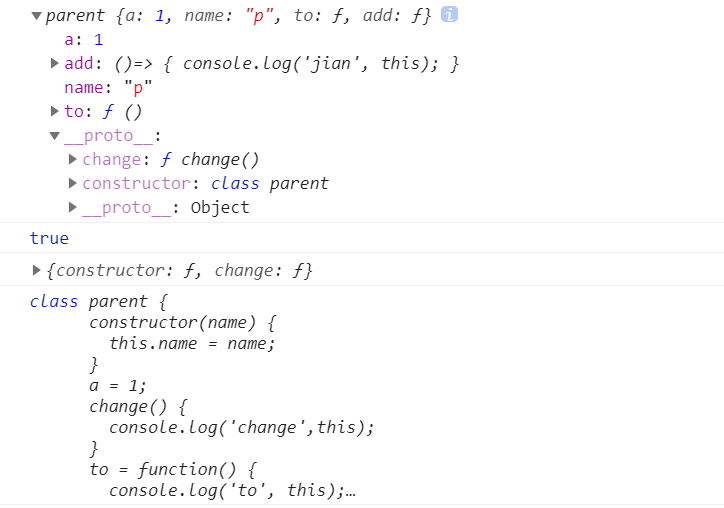 parent {a: 1, name: "p", to: ƒ, add: ƒ} i
a: 1
add: ()=> { console.log('jian', this); }
name: "p"
to: ƒ ()
__proto__:
change: ƒ change()
constructor: class parent
__proto__: Object
true
{constructor: ƒ, change: ƒ}
class parent {
constructor(name) {
this.name = name;
}
a = 1;
change() {
console.log('change',this);
}
to = function() {
console.log('to', this);…